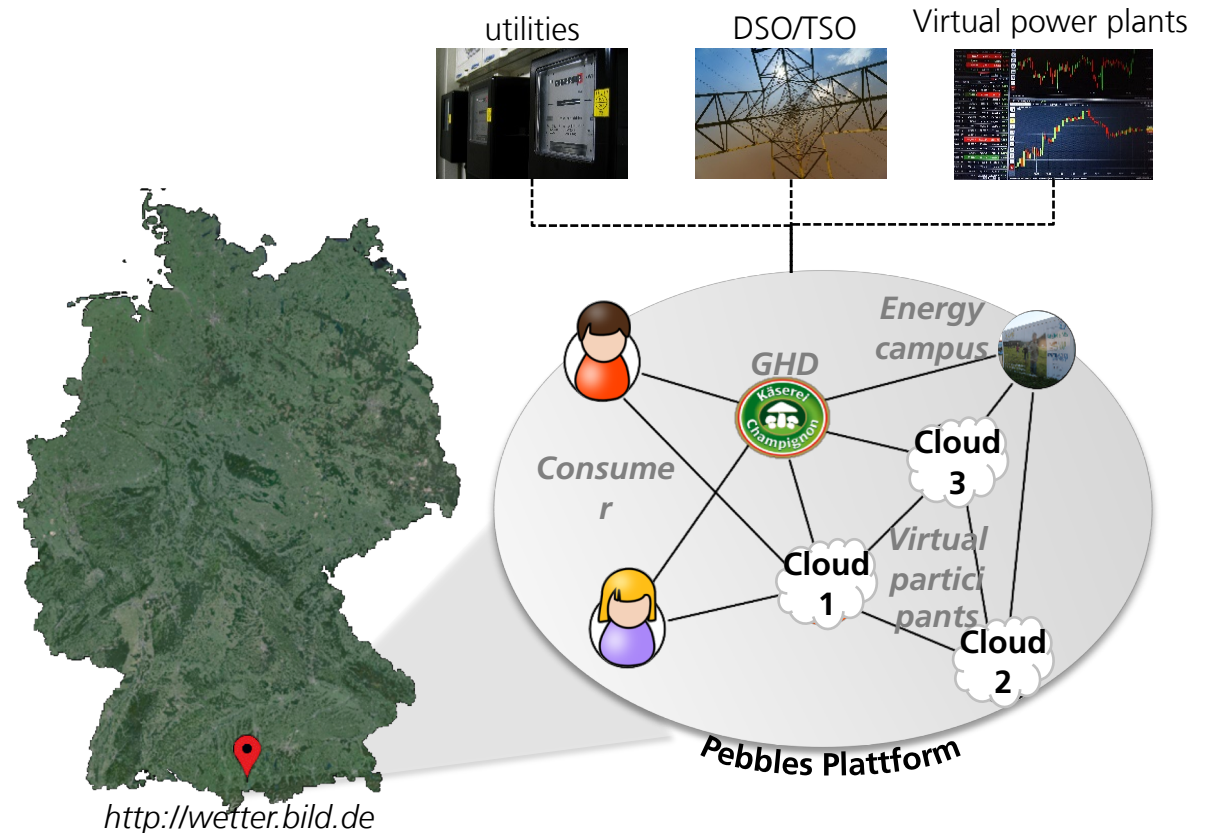 utilities
DSO/TSO
Virtual power plants
Energy
campus
GHD
Käserei
Champignon
Cloud
3
Consume
r
Virtual
partici
pants
Cloud
1
Cloud
2
Pebbles Plattform
http://wetter.bild.de